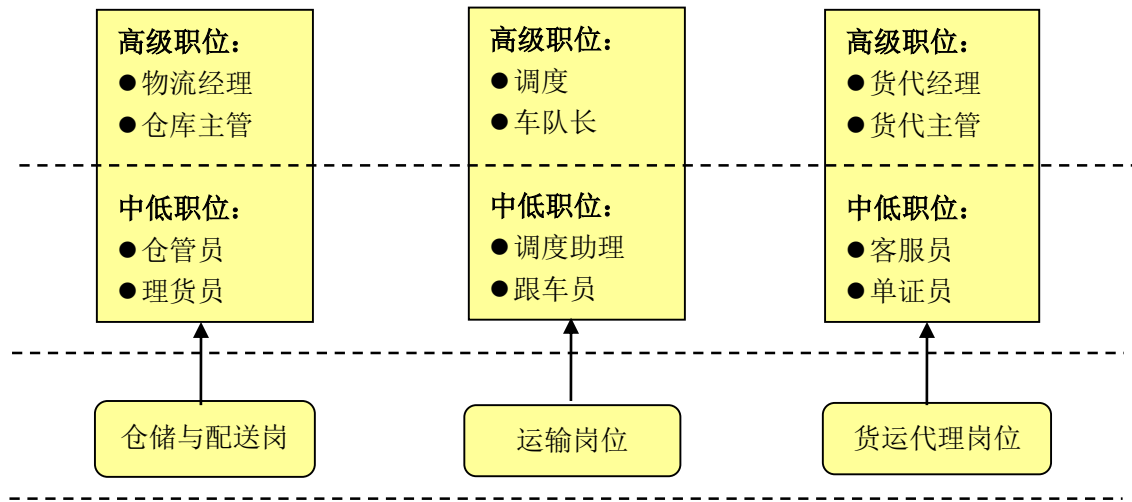 高级职位：
●物流经理
●仓库主管
中低职位：
●仓管员
●理货员
仓储与配送岗
高级职位：
●调度
●车队长
中低职位：
●调度助理
●跟车员
运输岗位
高级职位：
●货代经理
●货代主管
中低职位：
●客服员
●单证员
货运代理岗位